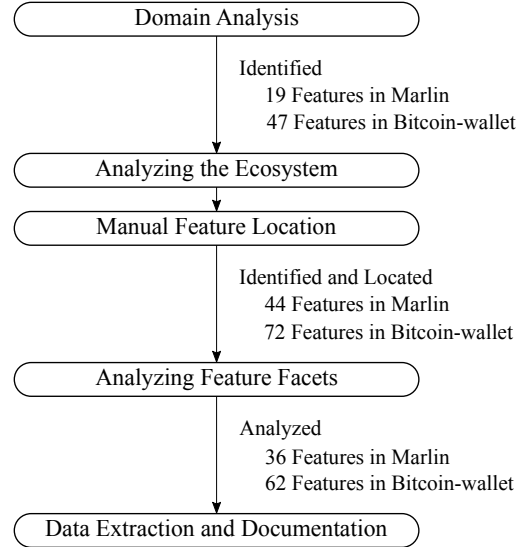 Domain Analysis
Identified
19 Features in Marlin
47 Features in Bitcoin-wallet
Analyzing the Ecosystem
Manual Feature Location
Identified and Located
44 Features in Marlin
72 Features in Bitcoin-wallet
Analyzing Feature Facets
Analyzed
36 Features in Marlin
62 Features in Bitcoin-wallet
Data Extraction and Documentation